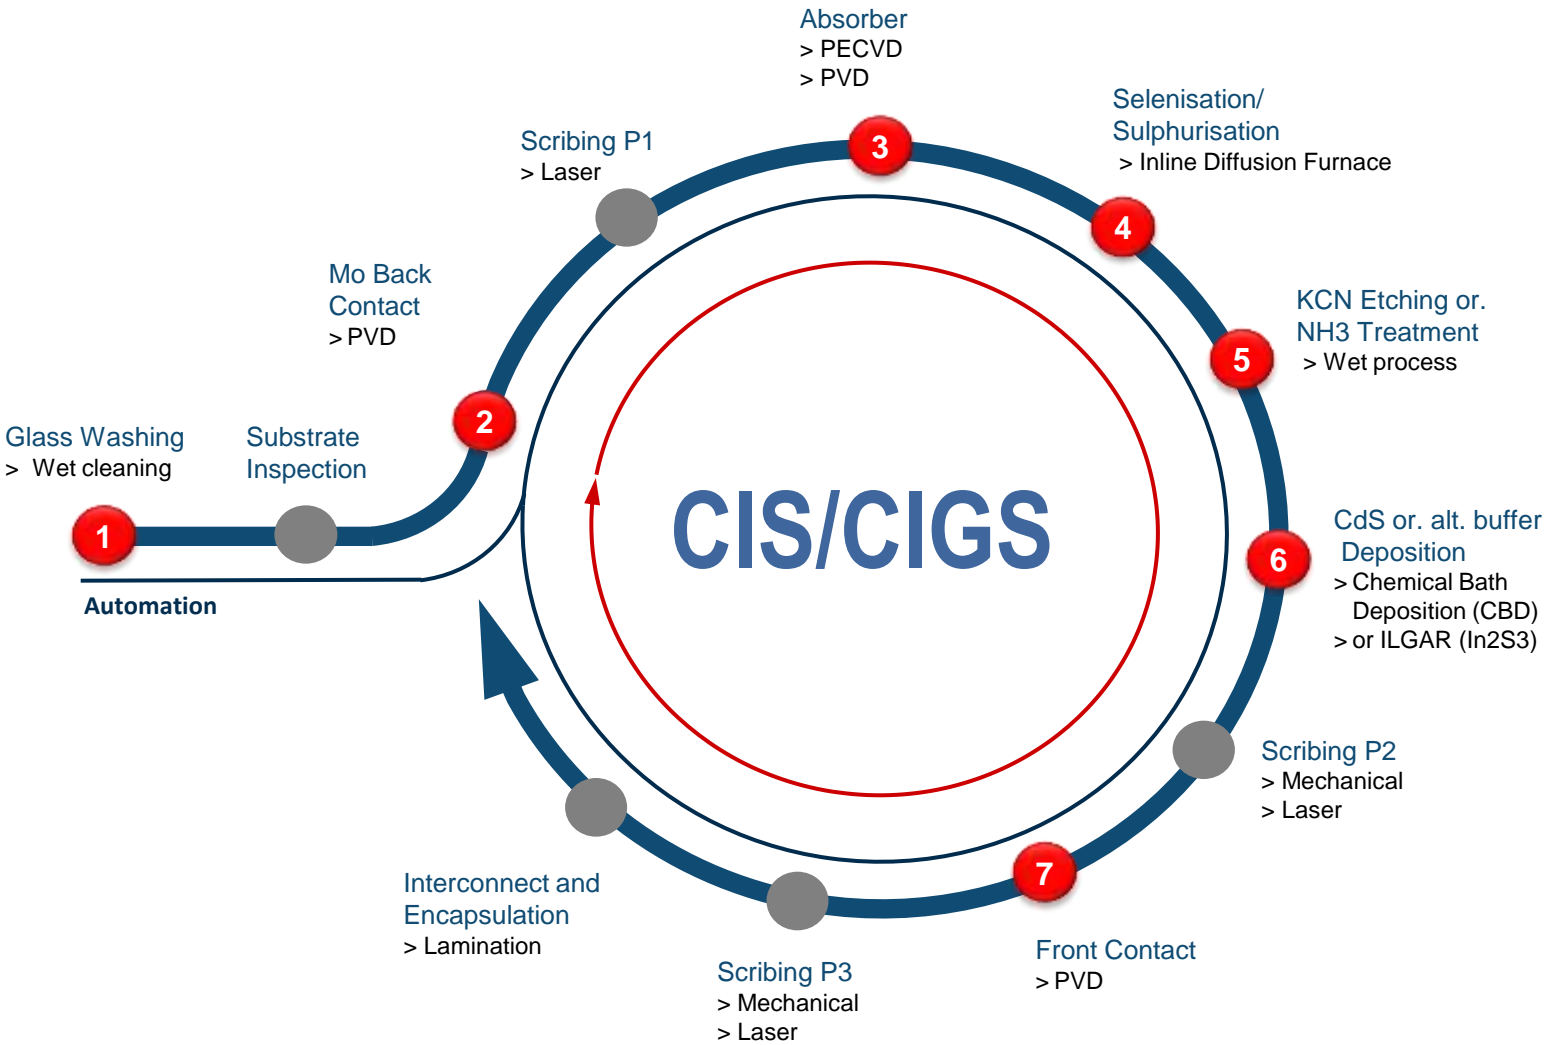 Absorber
> PECVD
> PVD
Selenisation/
Sulphurisation
> Inline Diffusion Furnace
Scribing P1
> Laser
3
4
Mo Back
Contact
> PVD
KCN Etching or.
NH3 Treatment
> Wet process
5
2
Glass Washing
> Wet cleaning
Substrate
Inspection
1
CIS/CIGS
CdS or. alt. buffer
Deposition
> Chemical Bath
Deposition (CBD)
> or ILGAR (In2S3)
6
Automation
Scribing P2
> Mechanical
> Laser
7
Interconnect and
Encapsulation
> Lamination
Front Contact
> PVD
Scribing P3
> Mechanical
> Laser